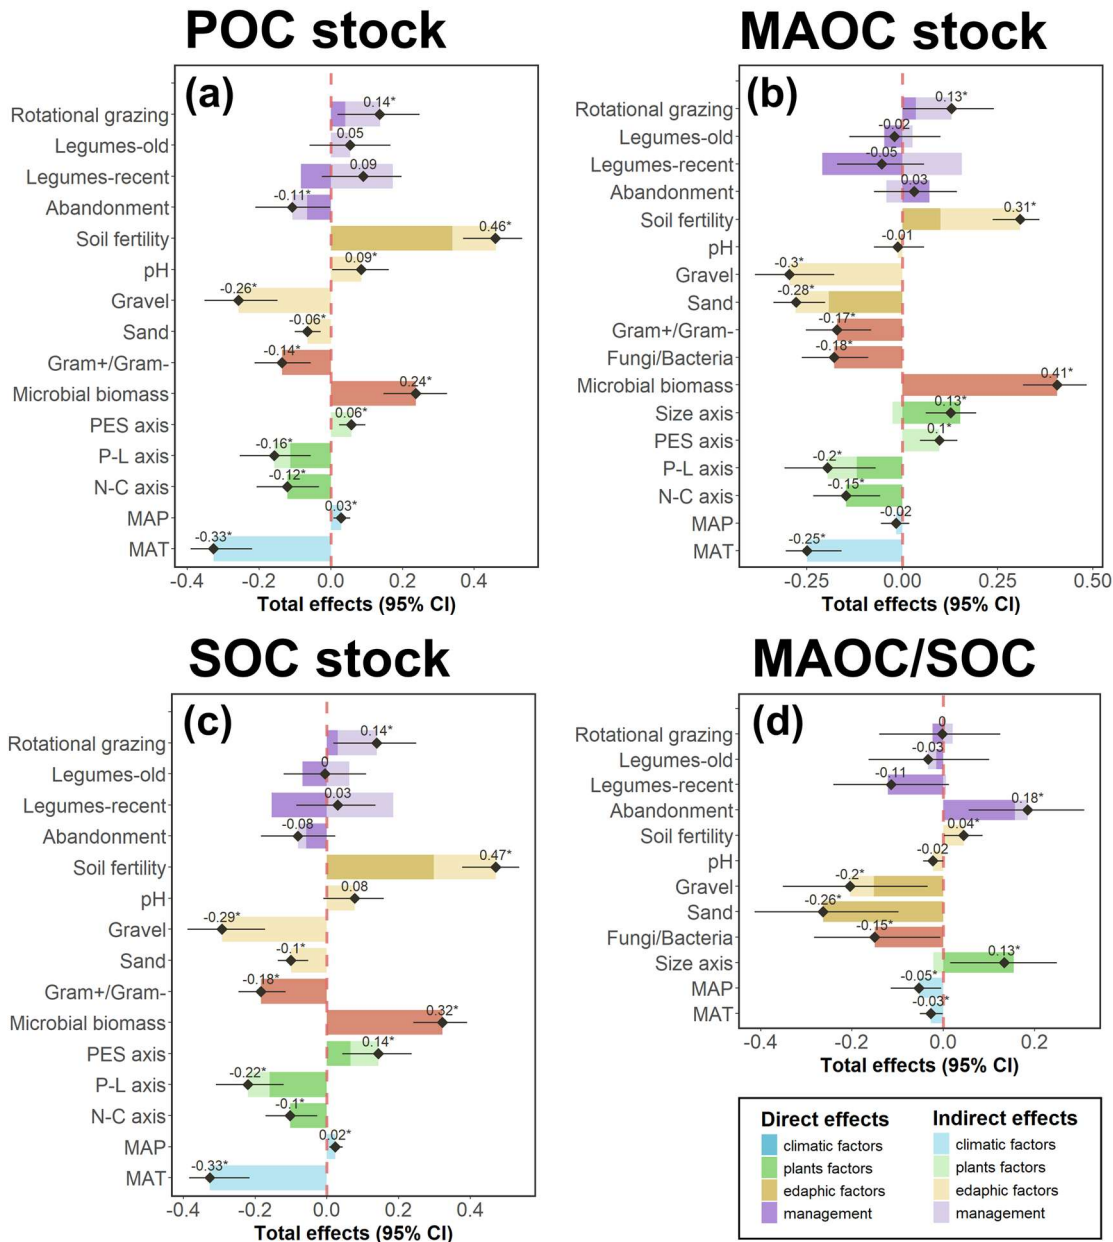 POC stock
(a)
Rotational grazing 0.14*
Legumes-old 0.05
Legumes-recent 0.09
Abandonment -0.11*
Soil fertility 0.46*
pH 0.09*
Gravel -0.26*
Sand -0.06*
Gram+/Gram- -0.14*
Microbial biomass 0.24*
PES axis 0.06*
P-L axis -0.16*
N-C axis -0.12*
MAP 0.03*
MAT -0.33*
-0.4 -0.2 0.0 0.2 0.4
Total effects (95% CI)
MAOC stock
(b)
Rotational grazing 0.13*
Legumes-old -0.02
Legumes-recent -0.05
Abandonment 0.03
Soil fertility 0.31*
pH -0.01
Gravel -0.3*
Sand -0.28*
Gram+/Gram- -0.17*
Fungi/Bacteria -0.18*
Microbial biomass 0.41*
Size axis 0.13*
PES axis 0.1*
P-L axis -0.2*
N-C axis -0.15*
MAP -0.02
MAT -0.25*
-0.25 0.00 0.25 0.50
Total effects (95% CI)
SOC stock
(c)
Rotational grazing 0.14*
Legumes-old 0
Legumes-recent 0.03
Abandonment -0.08
Soil fertility 0.47*
pH 0.08
Gravel -0.29*
Sand -0.1*
Gram+/Gram- -0.18*
Microbial biomass 0.32*
PES axis 0.14*
P-L axis -0.22*
N-C axis -0.1*
MAP 0.02*
MAT -0.33*
-0.4 -0.2 0.0 0.2 0.4
Total effects (95% CI)
MAOC/SOC
(d)
Rotational grazing 0
Legumes-old -0.03
Legumes-recent -0.11
Abandonment 0.18*
Soil fertility 0.04*
pH -0.02
Gravel -0.2*
Sand -0.26*
Fungi/Bacteria -0.15*
Size axis 0.13*
MAP -0.05*
MAT -0.03*
-0.4 -0.2 0.0 0.2
Total effects (95% CI)
Direct effects
climatic factors
plants factors
edaphic factors
management
Indirect effects
climatic factors
plants factors
edaphic factors
management